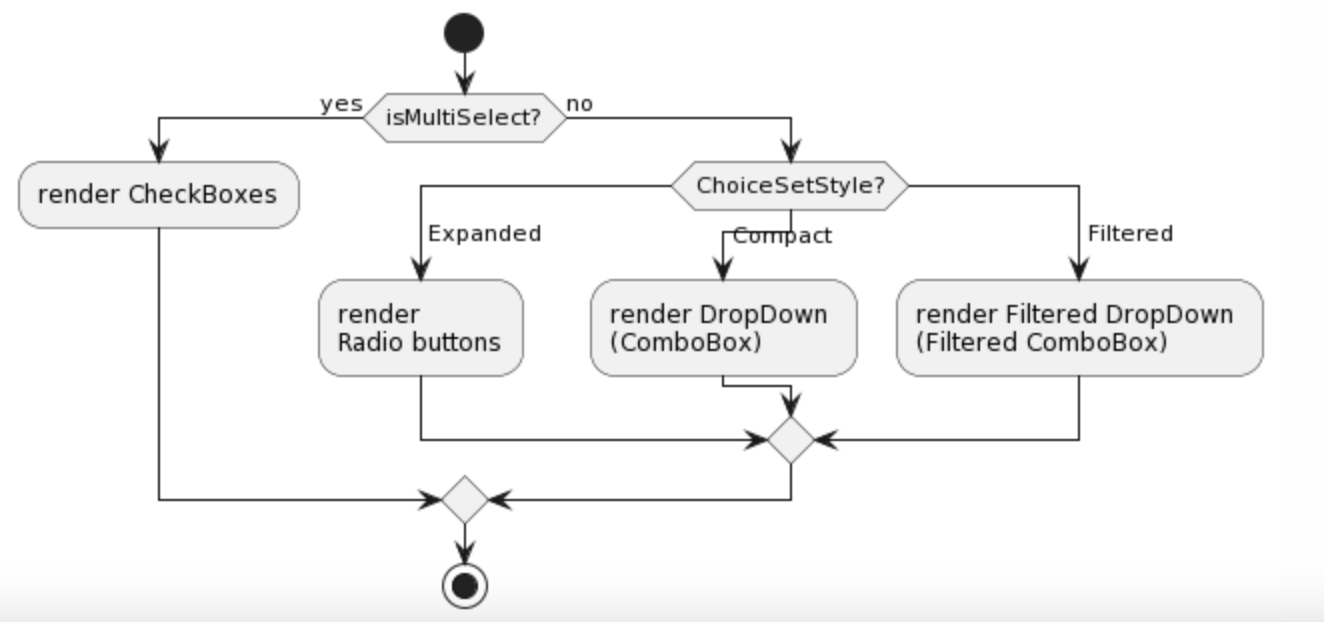 yes
isMultiSelect?
no
render CheckBoxes
ChoiceSetStyle?
Expanded
Compact
Filtered
render
Radio buttons
render DropDown
(ComboBox)
render Filtered DropDown
(Filtered ComboBox)